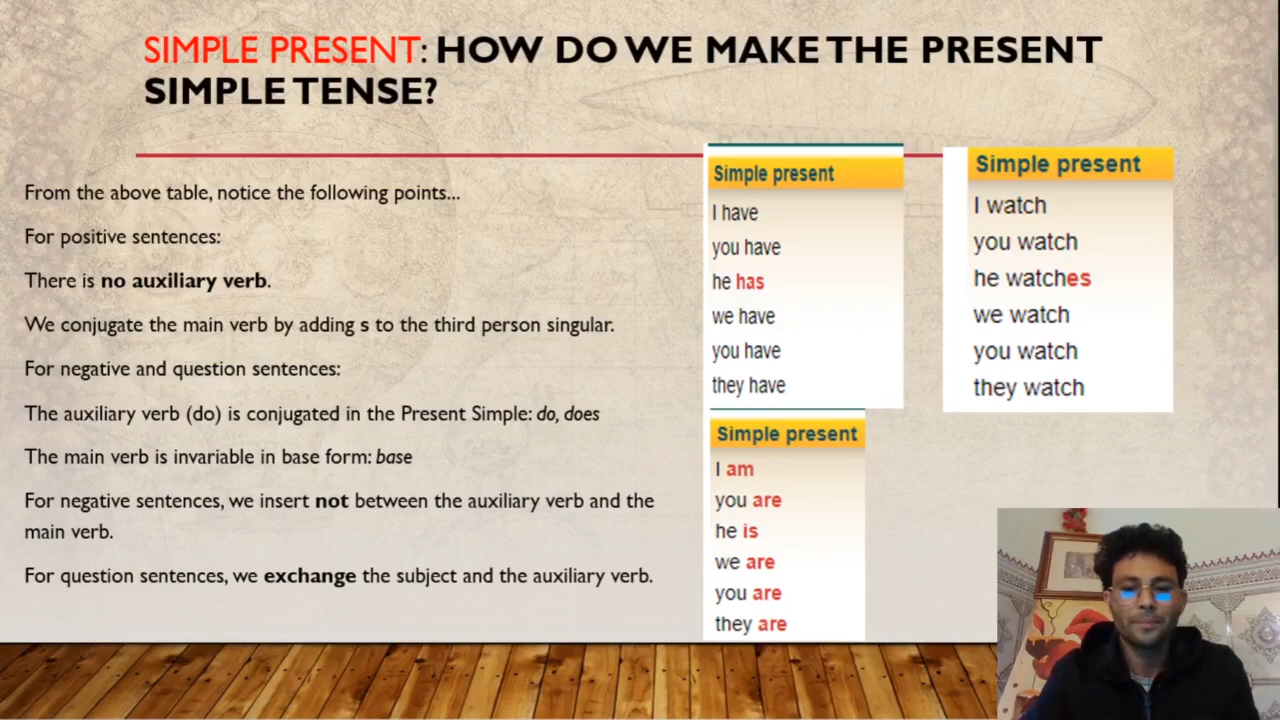 SIMPLE PRESENT: HOW DO WE MAKE THE PRESENT
SIMPLE TENSE?
From the above table, notice the following points...
For positive sentences:
There is no auxiliary verb.
We conjugate the main verb by adding s to the third person singular.
For negative and question sentences:
The auxiliary verb (do) is conjugated in the Present Simple: do, does
The main verb is invariable in base form: base
For negative sentences, we insert not between the auxiliary verb and the
main verb.
For question sentences, we exchange the subject and the auxiliary verb.
Simple present
I have
you have
he has
we have
you have
they have
Simple present
I watch
you watch
he watches
we watch
you watch
they watch
Simple present
I am
you are
he is
we are
you are
they are